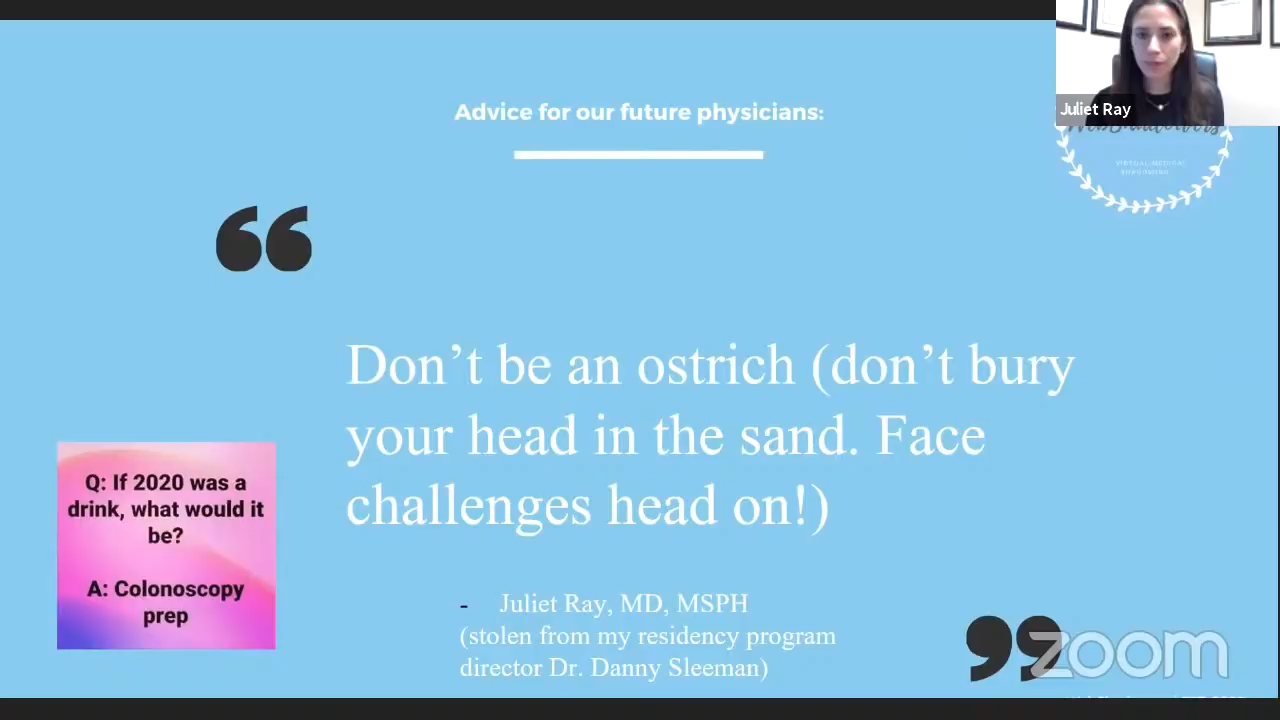 Juliet Ray
VIRTUAL MEDICAL
Advice for our future physicians:
“
Don’t be an ostrich (don’t bury
your head in the sand. Face
challenges head on!)
Q: If 2020 was a
drink, what would it
be?
A: Colonoscopy
prep
- Juliet Ray, MD, MSPH
(stolen from my residency program
director Dr. Danny Sleeman)
”
zoom